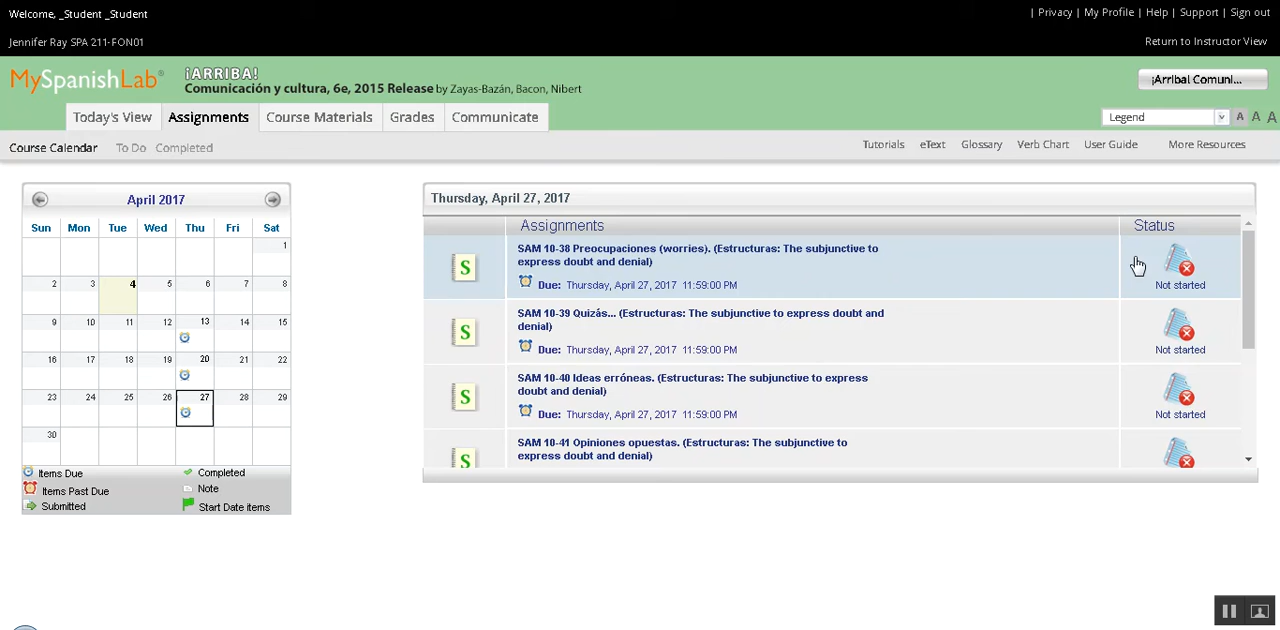 Welcome, _Student _Student
| Privacy | My Profile | Help | Support | Sign out
Jennifer Ray SPA 211-FON01
Return to Instructor View
MySpanishLab®
¡ARRIBA!
Comunicación y cultura, 6e, 2015 Release by Zayas-Bazán, Bacon, Nibert
¡Arriba! Comuni...
Today's View
Assignments
Course Materials
Grades
Communicate
Legend
A A A
Course Calendar
To Do
Completed
Tutorials
eText
Glossary
Verb Chart
User Guide
More Resources
April 2017
Sun Mon Tue Wed Thu Fri Sat
1
2 3 4 5 6 7 8
9 10 11 12 13 14 15
16 17 18 19 20 21 22
23 24 25 26 27 28 29
30
Items Due
Completed
Items Past Due
Note
Submitted
Start Date items
Thursday, April 27, 2017
Assignments
Status
S
SAM 10-38 Preocupaciones (worries). (Estructuras: The subjunctive to
express doubt and denial)
Due: Thursday, April 27, 2017 11:59:00 PM
Not started
S
SAM 10-39 Quizás... (Estructuras: The subjunctive to express doubt and
denial)
Due: Thursday, April 27, 2017 11:59:00 PM
Not started
S
SAM 10-40 Ideas erróneas. (Estructuras: The subjunctive to express
doubt and denial)
Due: Thursday, April 27, 2017 11:59:00 PM
Not started
S
SAM 10-41 Opiniones opuestas. (Estructuras: The subjunctive to
express doubt and denial)